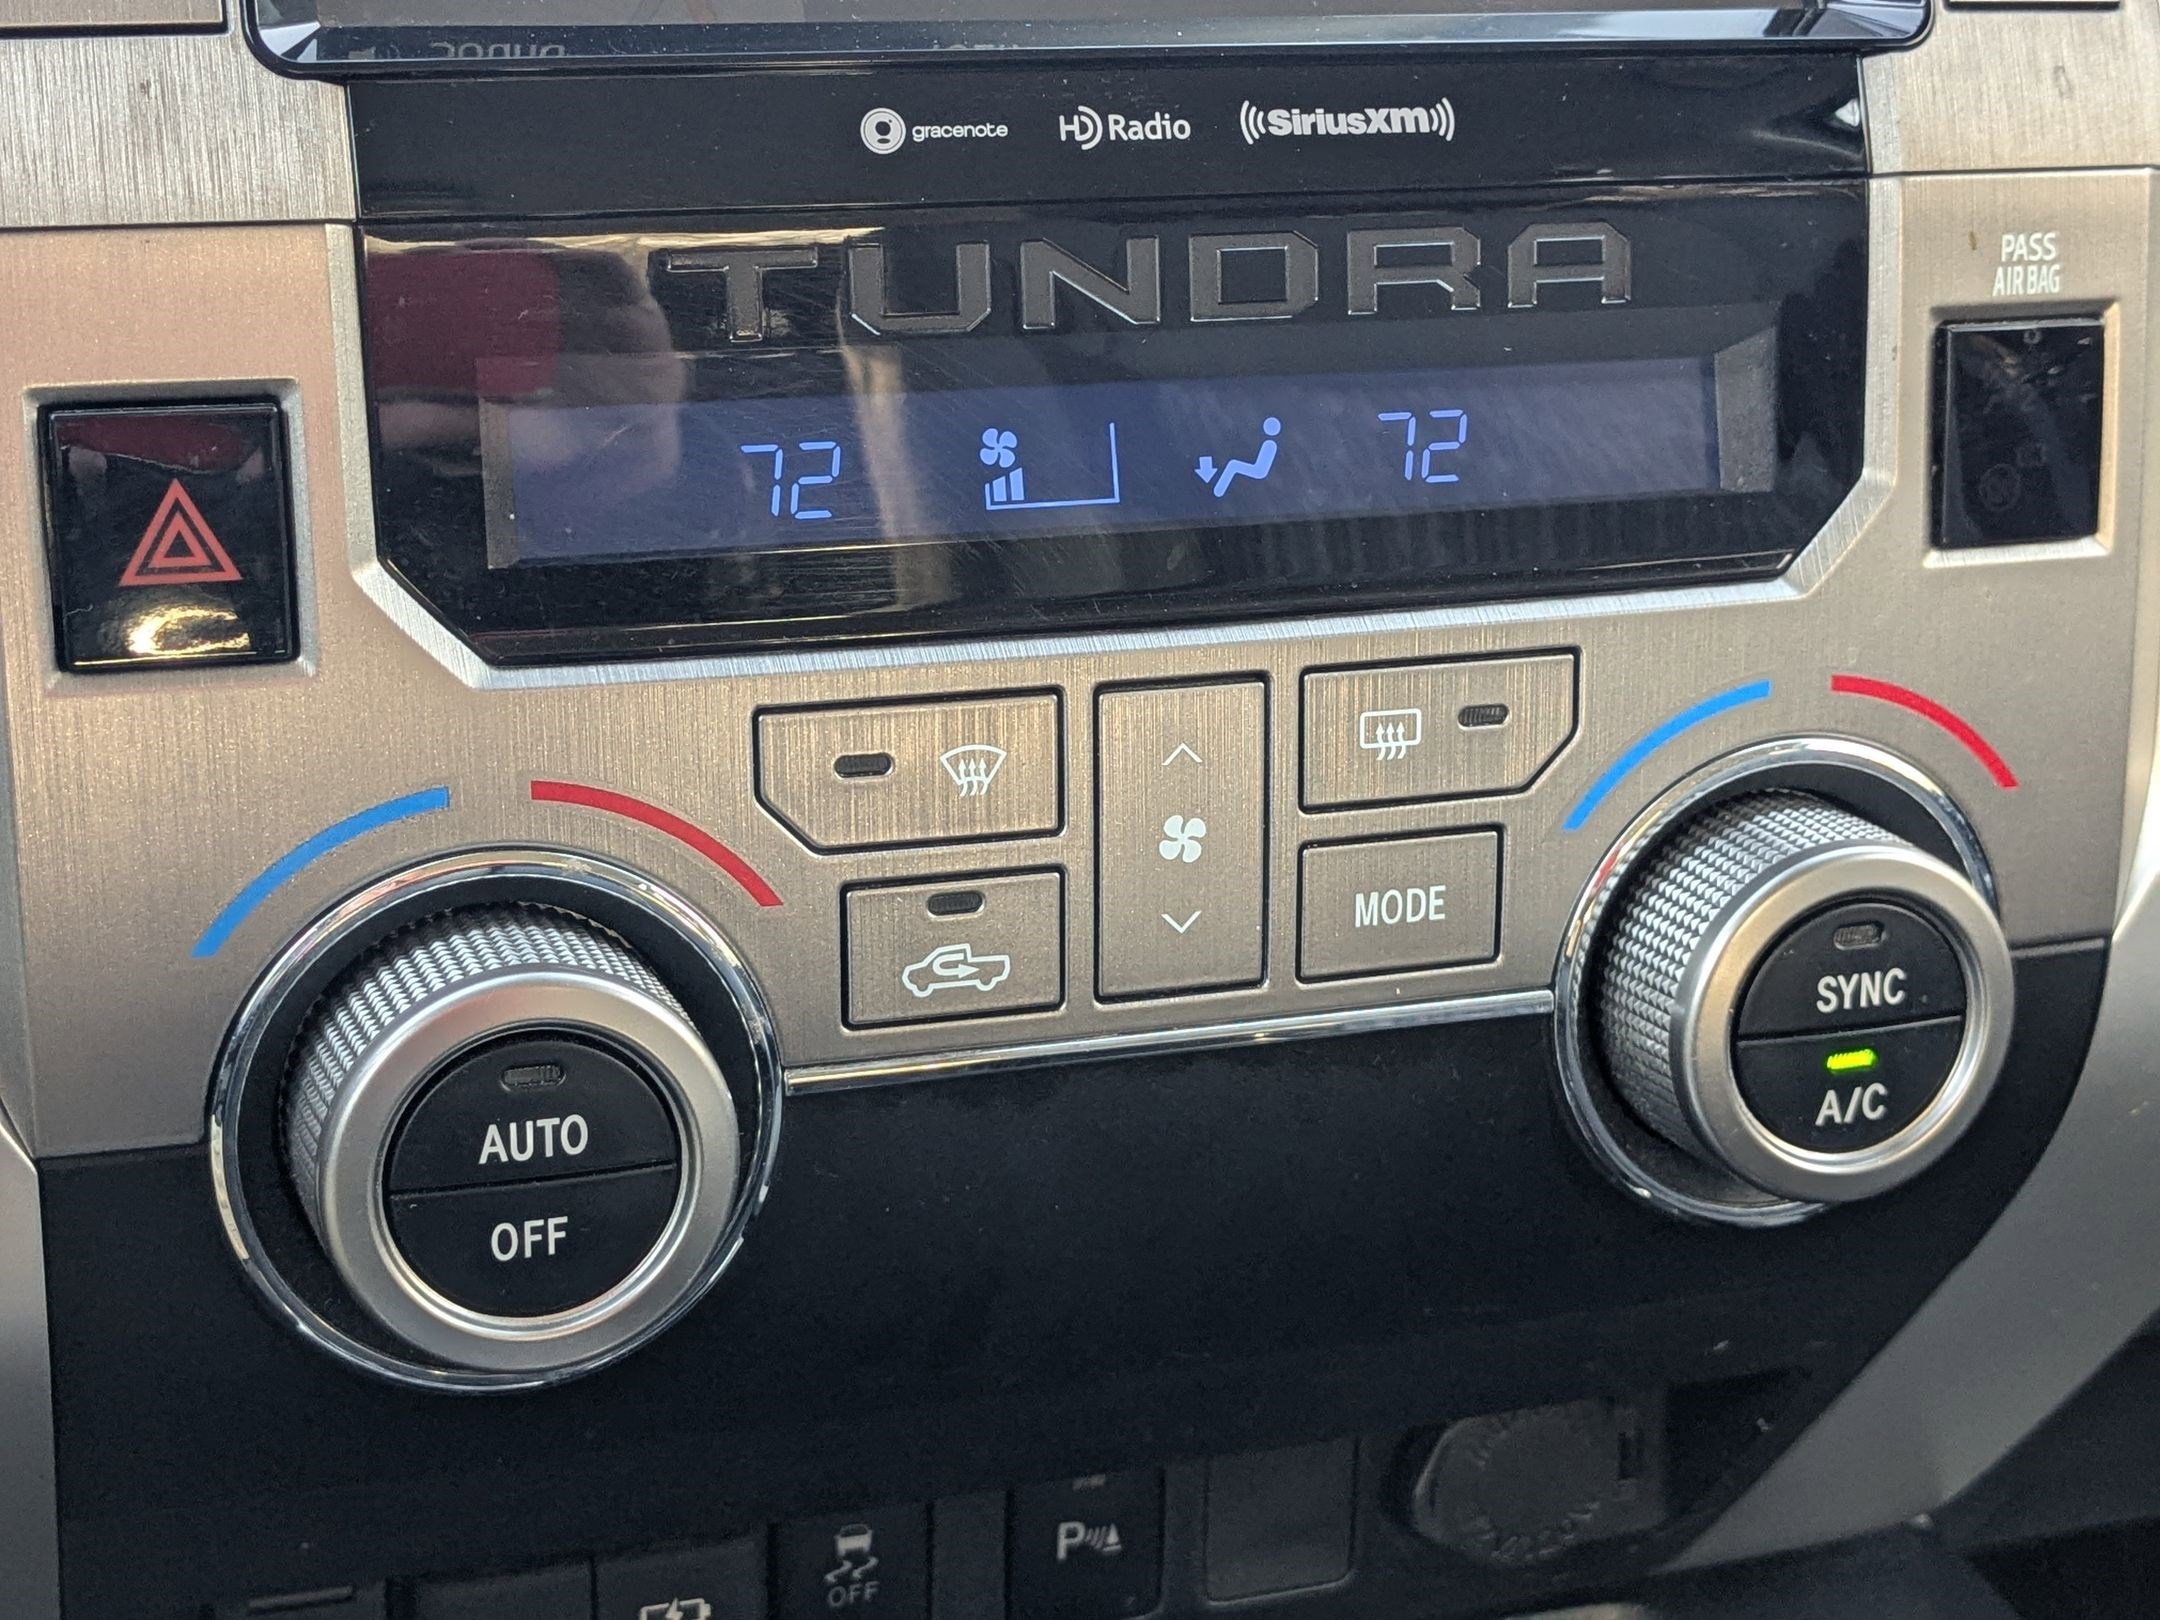 gracenote HD Radio SiriusXM
TUNDRA
PASS
AIR BAG
72 72
MODE
SYNC
A/C
AUTO
OFF
P
OFF